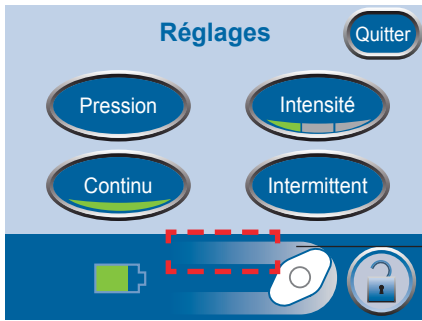 Réglages
Quitter
Pression
Intensité
Continu
Intermittent